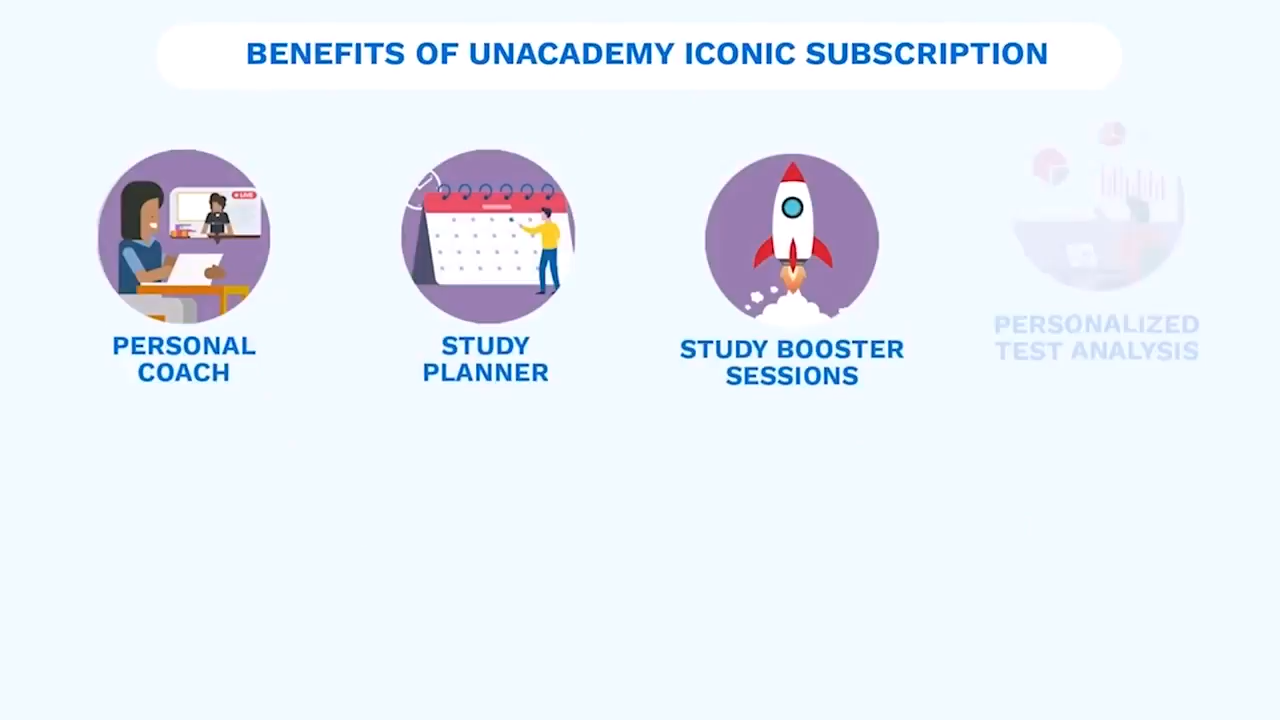 BENEFITS OF UNACADEMY ICONIC SUBSCRIPTION
LIVE
PERSONAL
COACH
STUDY
PLANNER
STUDY BOOSTER
SESSIONS
PERSONALIZED
TEST ANALYSIS